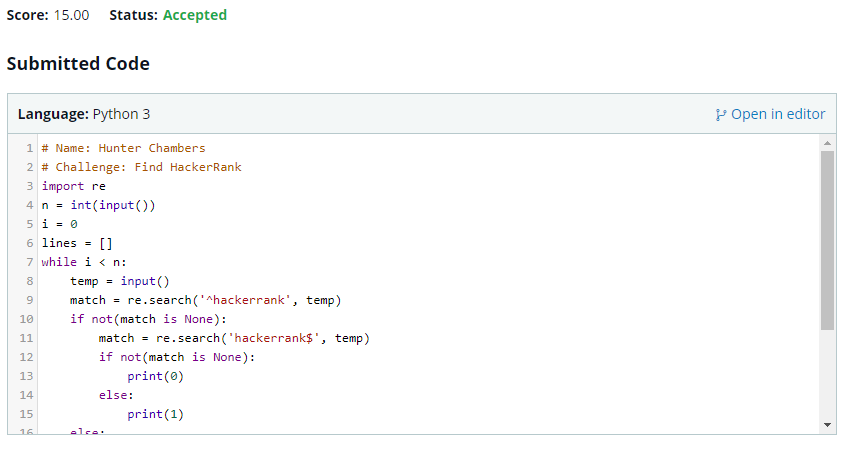 Score: 15.00 Status: Accepted
Submitted Code
Language: Python 3 Open in editor
1 # Name: Hunter Chambers
2 # Challenge: Find HackerRank
3 import re
4 n = int(input())
5 i = 0
6 lines = []
7 while i < n:
8     temp = input()
9     match = re.search('^hackerrank', temp)
10     if not(match is None):
11         match = re.search('hackerrank$', temp)
12         if not(match is None):
13             print(0)
14         else:
15             print(1)
16     else: